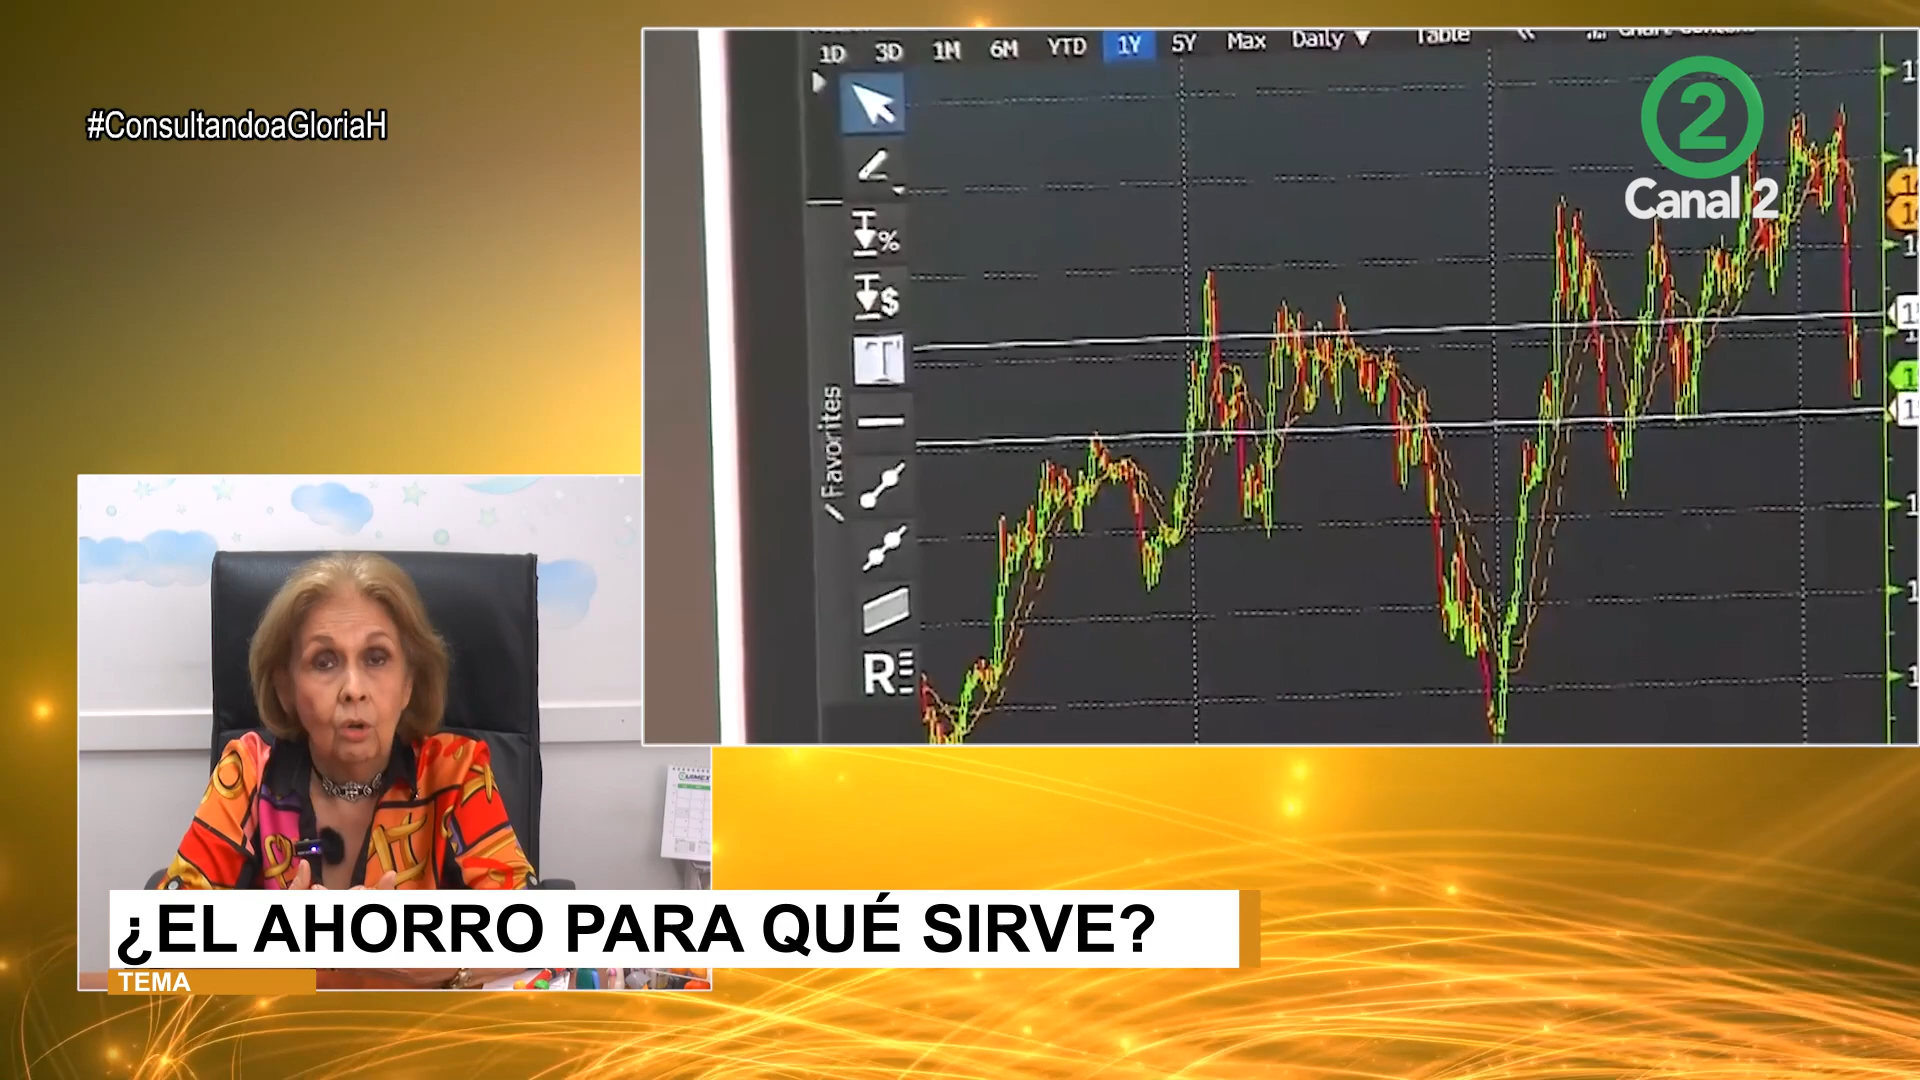 #ConsultandoaGloriaH
1D 3D 1M 6M YTD 1Y 5Y Max Daily ▼ Table «
2
Canal 2
%
$
T
/ Favorites
R
¿EL AHORRO PARA QUÉ SIRVE?
TEMA